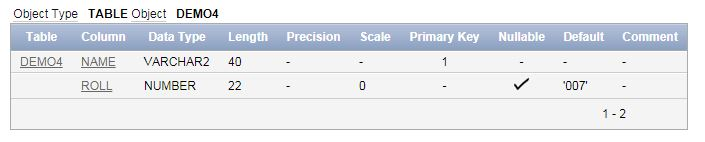 Object Type TABLE Object DEMO4
Table Column Data Type Length Precision Scale Primary Key Nullable Default Comment
DEMO4 NAME VARCHAR2 40 - - 1 - - -
ROLL NUMBER 22 - 0 - ✓ '007' -
1 - 2